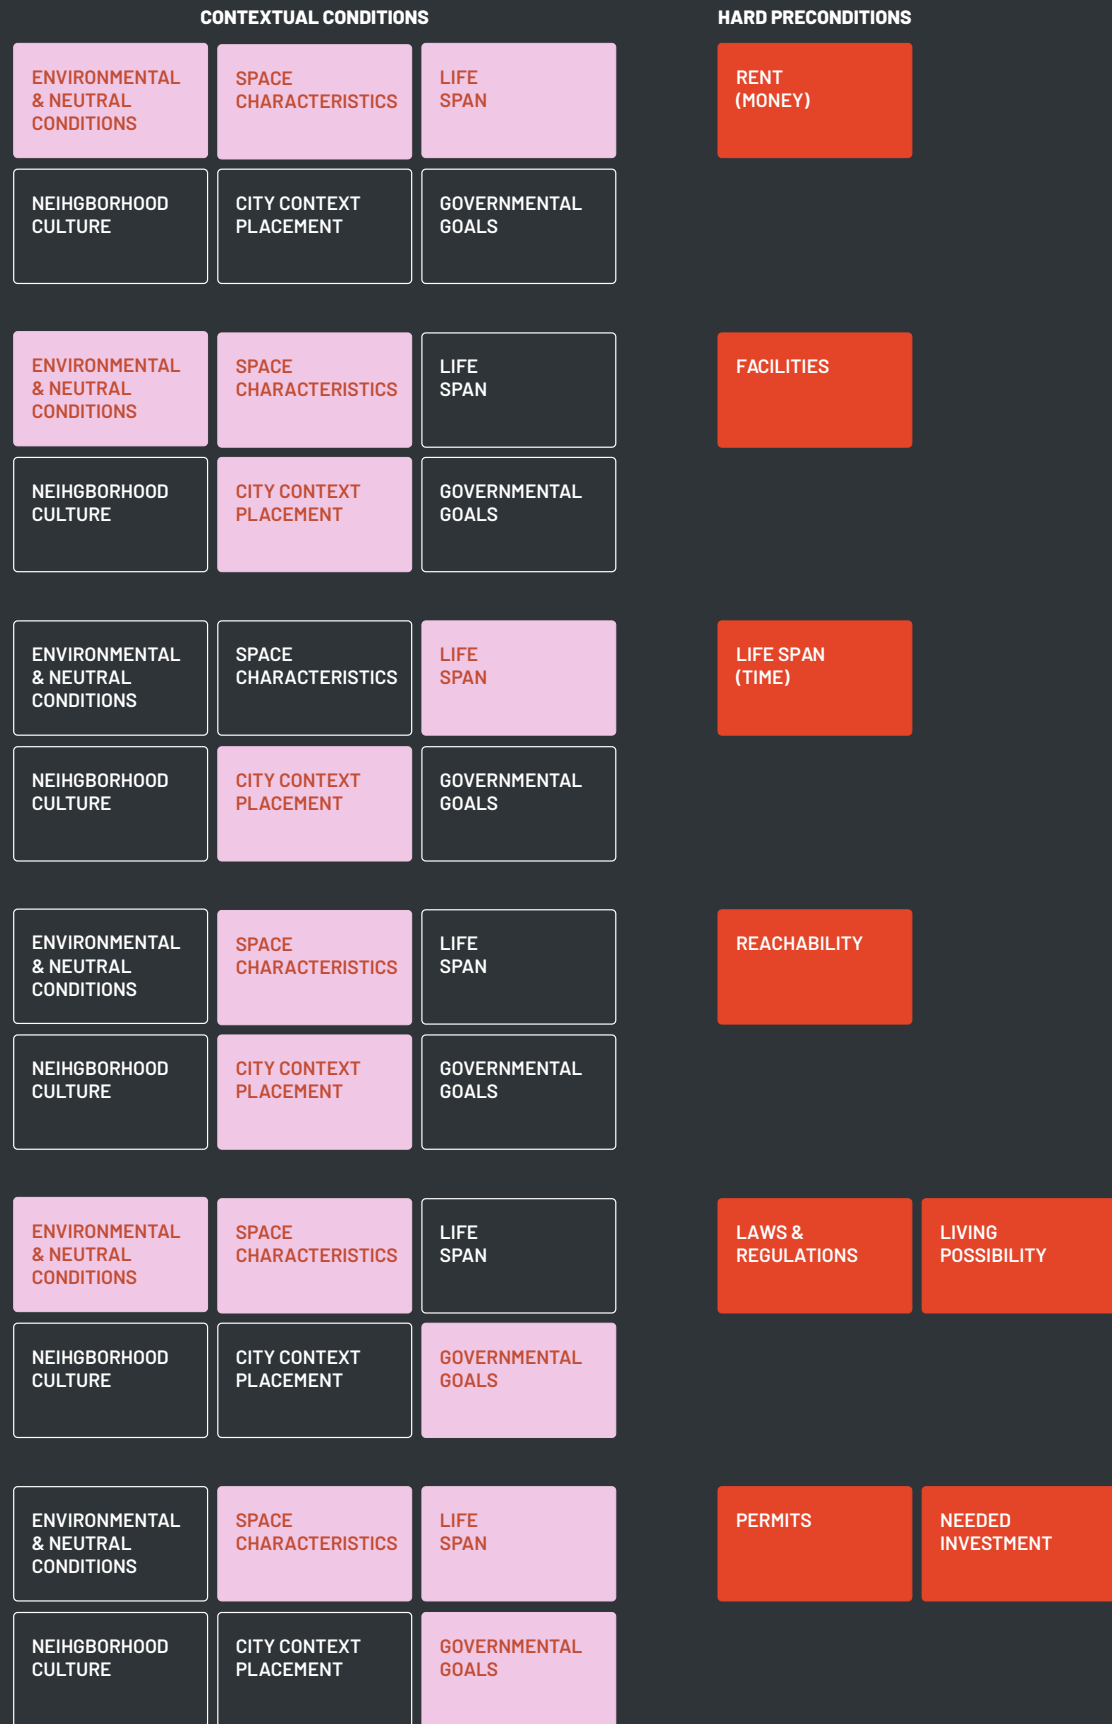 CONTEXTUAL CONDITIONS
HARD PRECONDITIONS
ENVIRONMENTAL
& NEUTRAL
CONDITIONS
SPACE
CHARACTERISTICS
LIFE
SPAN
RENT
(MONEY)
NEIHGBORHOOD
CULTURE
CITY CONTEXT
PLACEMENT
GOVERNMENTAL
GOALS
ENVIRONMENTAL
& NEUTRAL
CONDITIONS
SPACE
CHARACTERISTICS
LIFE
SPAN
FACILITIES
NEIHGBORHOOD
CULTURE
CITY CONTEXT
PLACEMENT
GOVERNMENTAL
GOALS
ENVIRONMENTAL
& NEUTRAL
CONDITIONS
SPACE
CHARACTERISTICS
LIFE
SPAN
LIFE SPAN
(TIME)
NEIHGBORHOOD
CULTURE
CITY CONTEXT
PLACEMENT
GOVERNMENTAL
GOALS
ENVIRONMENTAL
& NEUTRAL
CONDITIONS
SPACE
CHARACTERISTICS
LIFE
SPAN
REACHABILITY
NEIHGBORHOOD
CULTURE
CITY CONTEXT
PLACEMENT
GOVERNMENTAL
GOALS
ENVIRONMENTAL
& NEUTRAL
CONDITIONS
SPACE
CHARACTERISTICS
LIFE
SPAN
LAWS &
REGULATIONS
LIVING
POSSIBILITY
NEIHGBORHOOD
CULTURE
CITY CONTEXT
PLACEMENT
GOVERNMENTAL
GOALS
ENVIRONMENTAL
& NEUTRAL
CONDITIONS
SPACE
CHARACTERISTICS
LIFE
SPAN
PERMITS
NEEDED
INVESTMENT
NEIHGBORHOOD
CULTURE
CITY CONTEXT
PLACEMENT
GOVERNMENTAL
GOALS